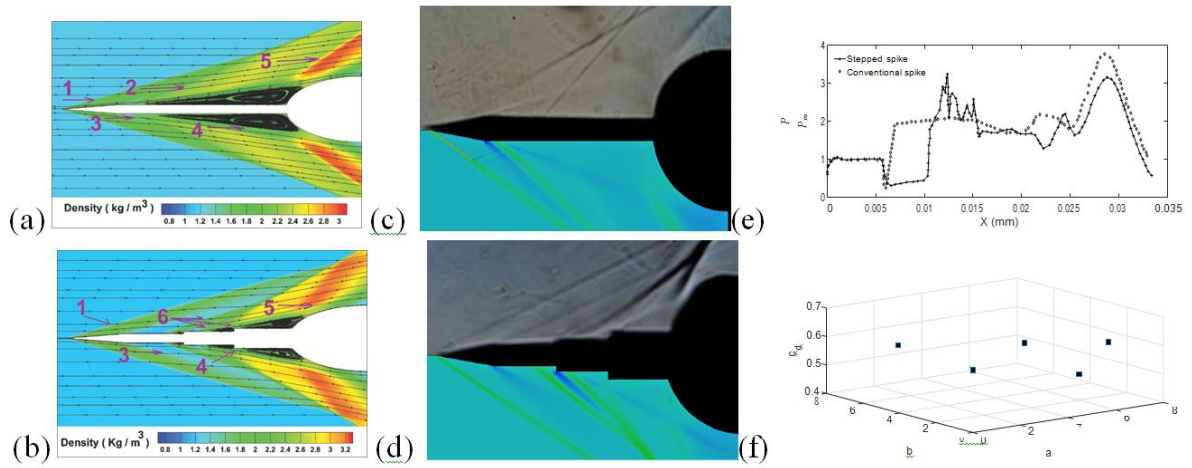 (a)
1
2
3
4
5
Density ( kg / m³ )
0.8 1 1.2 1.4 1.6 1.8 2 2.2 2.4 2.6 2.8 3
(b)
1
3
4
5
6
Density ( Kg / m³ )
0.8 1 1.2 1.4 1.6 1.8 2 2.2 2.4 2.6 2.8 3 3.2
(c)
(d)
(e)
4
3
2
1
0
P
P∞
Stepped spike
Conventional spike
0 0.005 0.01 0.015 0.02 0.025 0.03 0.035
X (mm)
(f)
0.7
0.6
0.5
0.4
Cd
8 6 4 2
b
2
6 8
a